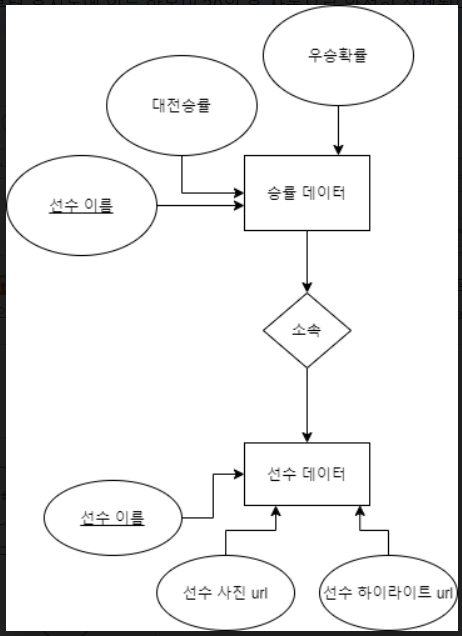 우승확률
대전승률
선수 이름
승률 데이터
소속
선수 데이터
선수 이름
선수 사진 url
선수 하이라이트 url